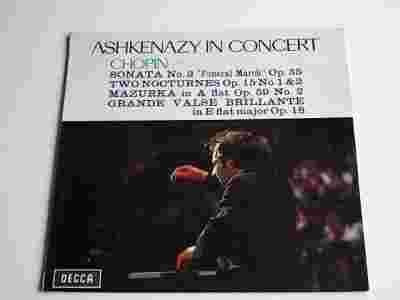 ASHKENAZY IN CONCERT
CHOPIN
SONATA No. 2 "Funeral March" Op. 35
TWO NOCTURNES Op. 15 No. 1 & 2
MAZURKA in A flat Op. 59 No. 2
GRANDE VALSE BRILLANTE
in E flat major Op. 18
DECCA